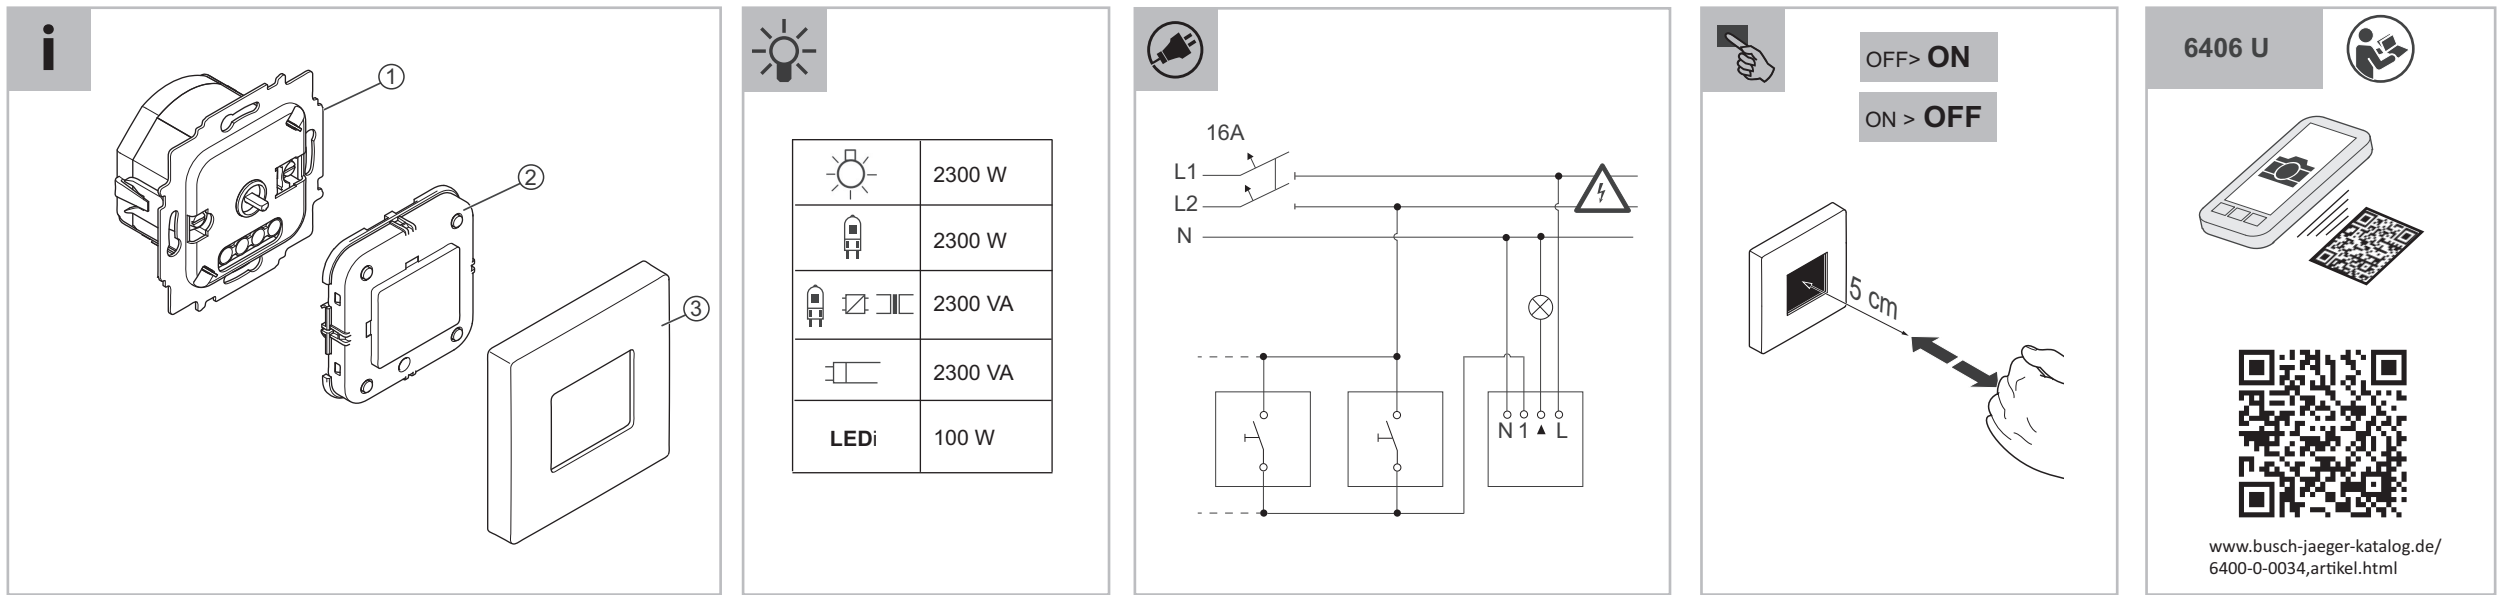 i
1
2
3
2300 W
2300 W
2300 VA
2300 VA
LEDi 100 W
16A
L1
L2
N
N 1 ▲ L
OFF> ON
ON > OFF
5 cm
6406 U
www.busch-jaeger-katalog.de/
6400-0-0034,artikel.html